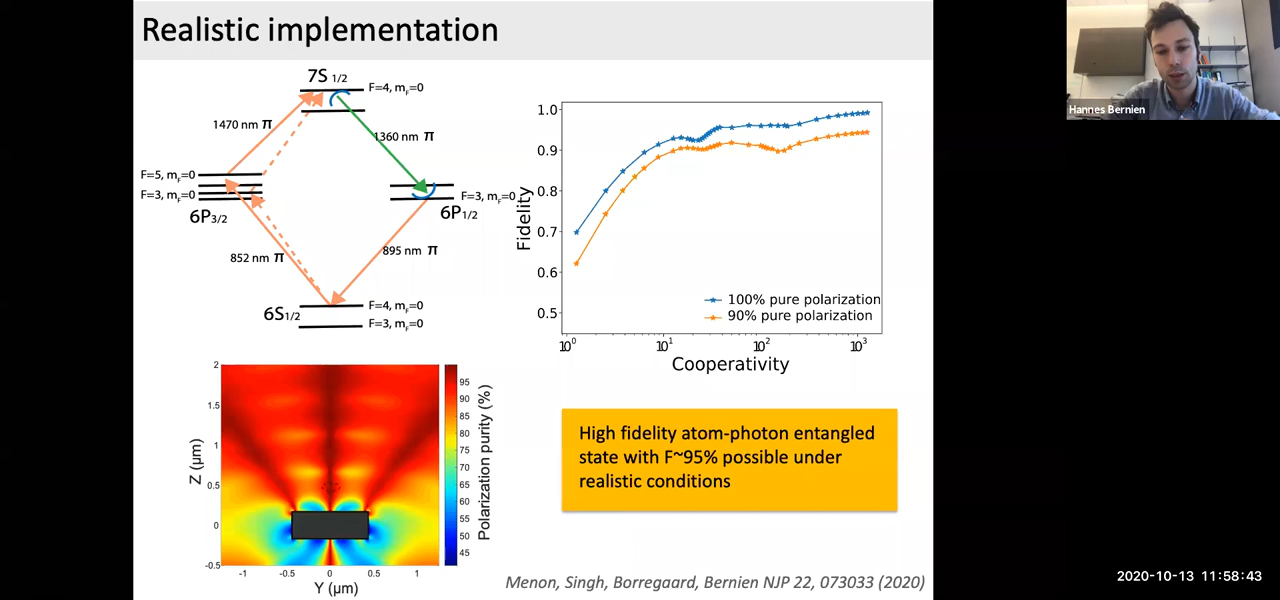 Realistic implementation
Hannes Bernien
7S 1/2
F=4, mF=0
1470 nm π
1360 nm π
F=5, mF=0
F=3, mF=0
6P3/2
F=3, mF=0
6P1/2
852 nm π
895 nm π
6S1/2
F=4, mF=0
F=3, mF=0
1.0
0.9
0.8
0.7
0.6
0.5
Fidelity
100% pure polarization
90% pure polarization
10⁰ 10¹ 10² 10³
Cooperativity
2
1.5
1
0.5
0
-0.5
Z (μm)
-1 -0.5 0 0.5 1
Y (μm)
95
90
85
80
75
70
65
60
55
50
45
Polarization purity (%)
High fidelity atom-photon entangled
state with F~95% possible under
realistic conditions
Menon, Singh, Borregaard, Bernien NJP 22, 073033 (2020)
2020-10-13 11:58:43